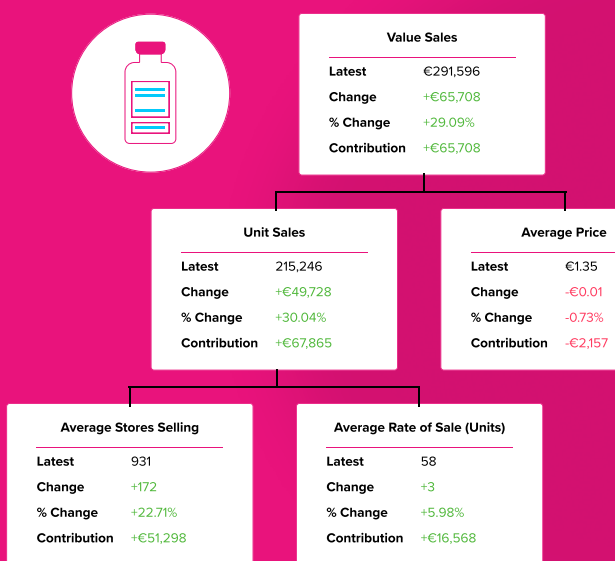 Value Sales
Latest €291,596
Change +€65,708
% Change +29.09%
Contribution +€65,708
Unit Sales
Latest 215,246
Change +€49,728
% Change +30.04%
Contribution +€67,865
Average Price
Latest €1.35
Change -€0.01
% Change -0.73%
Contribution -€2,157
Average Stores Selling
Latest 931
Change +172
% Change +22.71%
Contribution +€51,298
Average Rate of Sale (Units)
Latest 58
Change +3
% Change +5.98%
Contribution +€16,568